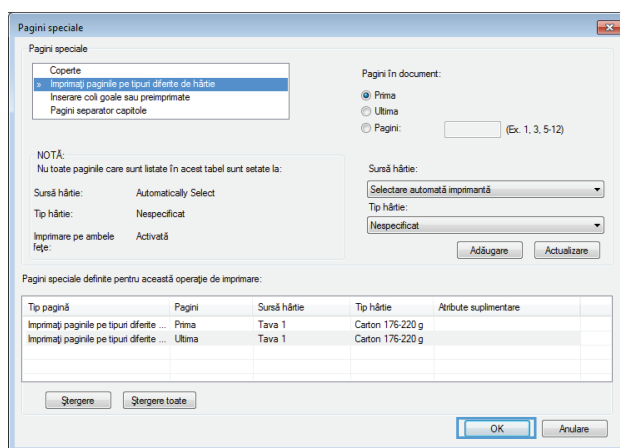 Pagini speciale
Pagini speciale
Coperte
» Imprimaţi paginile pe tipuri diferite de hârtie
Inserare coli goale sau preimprimate
Pagini separator capitole
Pagini în document:
Prima
Ultima
Pagini: (Ex. 1, 3, 5-12)
NOTĂ:
Nu toate paginile care sunt listate în acest tabel sunt setate la:
Sursă hârtie: Automatically Select
Tip hârtie: Nespecificat
Imprimare pe ambele feţe: Activată
Sursă hârtie:
Selectare automată imprimantă
Tip hârtie:
Nespecificat
Adăugare Actualizare
Pagini speciale definite pentru această operaţie de imprimare:
Tip pagină Pagini Sursă hârtie Tip hârtie Atribute suplimentare
Imprimaţi paginile pe tipuri diferite ... Prima Tava 1 Carton 176-220 g
Imprimaţi paginile pe tipuri diferite ... Ultima Tava 1 Carton 176-220 g
Ştergere Ştergere toate
OK Anulare